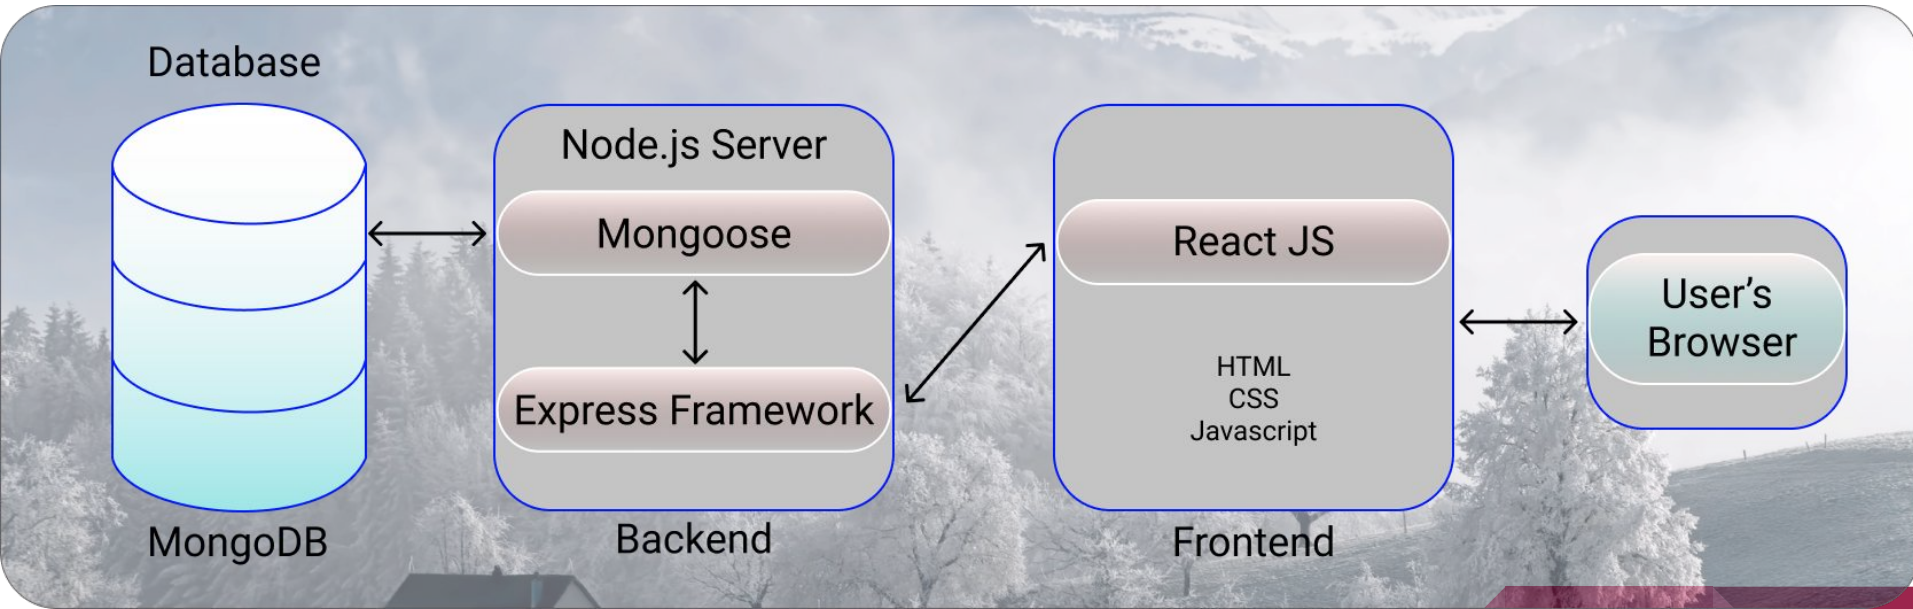 Database
MongoDB
Node.js Server
Mongoose
Express Framework
Backend
React JS
HTML
CSS
Javascript
Frontend
User's
Browser